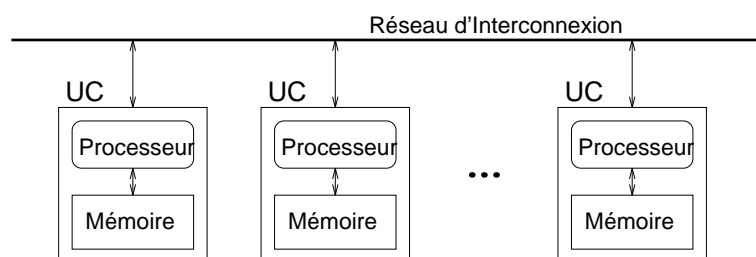 Réseau d'Interconnexion
UC
UC
UC
Processeur
Processeur
...
Processeur
Mémoire
Mémoire
Mémoire